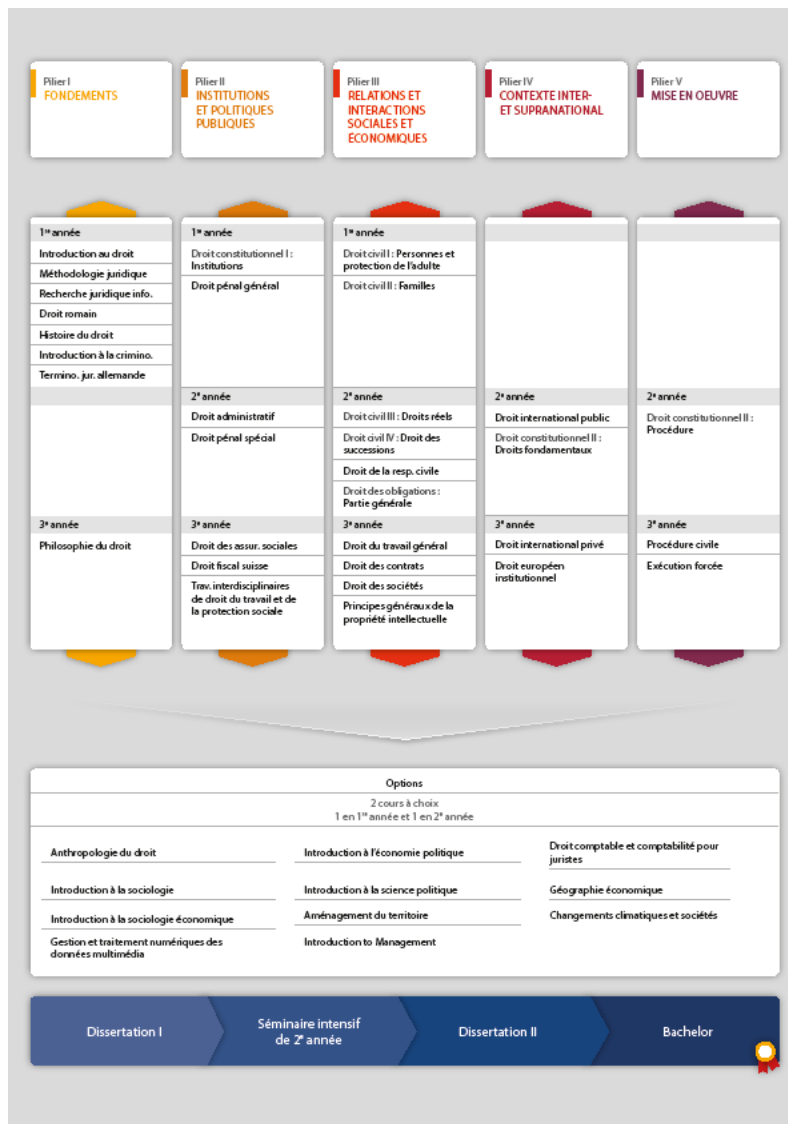 Pilier I
FONDEMENTS
Pilier II
INSTITUTIONS
ET POLITIQUES
PUBLIQUES
Pilier III
RELATIONS ET
INTERACTIONS
SOCIALES ET
ÉCONOMIQUES
Pilier IV
CONTEXTE INTER-
ET SUPRANATIONAL
Pilier V
MISE EN OEUVRE
1re année
Introduction au droit
Méthodologie juridique
Recherche juridique info.
Droit romain
Histoire du droit
Introduction à la crimino.
Termino. jur. allemande
3e année
Philosophie du droit
1re année
Droit constitutionnel I :
Institutions
Droit pénal général
2e année
Droit administratif
Droit pénal spécial
3e année
Droit des assur. sociales
Droit fiscal suisse
Trav. interdisciplinaires
de droit du travail et de
la protection sociale
1re année
Droit civil I : Personnes et
protection de l'adulte
Droit civil II : Familles
2e année
Droit civil III : Droits réels
Droit civil IV : Droit des
successions
Droit de la resp. civile
Droit des obligations :
Partie générale
3e année
Droit du travail général
Droit des contrats
Droit des sociétés
Principes généraux de la
propriété intellectuelle
2e année
Droit international public
Droit constitutionnel II :
Droits fondamentaux
3e année
Droit international privé
Droit européen
institutionnel
2e année
Droit constitutionnel II :
Procédure
3e année
Procédure civile
Exécution forcée
Options
2 cours à choix
1 en 1re année et 1 en 2e année
Anthropologie du droit
Introduction à la sociologie
Introduction à la sociologie économique
Gestion et traitement numériques des
données multimédia
Introduction à l'économie politique
Introduction à la science politique
Aménagement du territoire
Introduction to Management
Droit comptable et comptabilité pour
juristes
Géographie économique
Changements climatiques et sociétés
Dissertation I
Séminaire intensif
de 2e année
Dissertation II
Bachelor